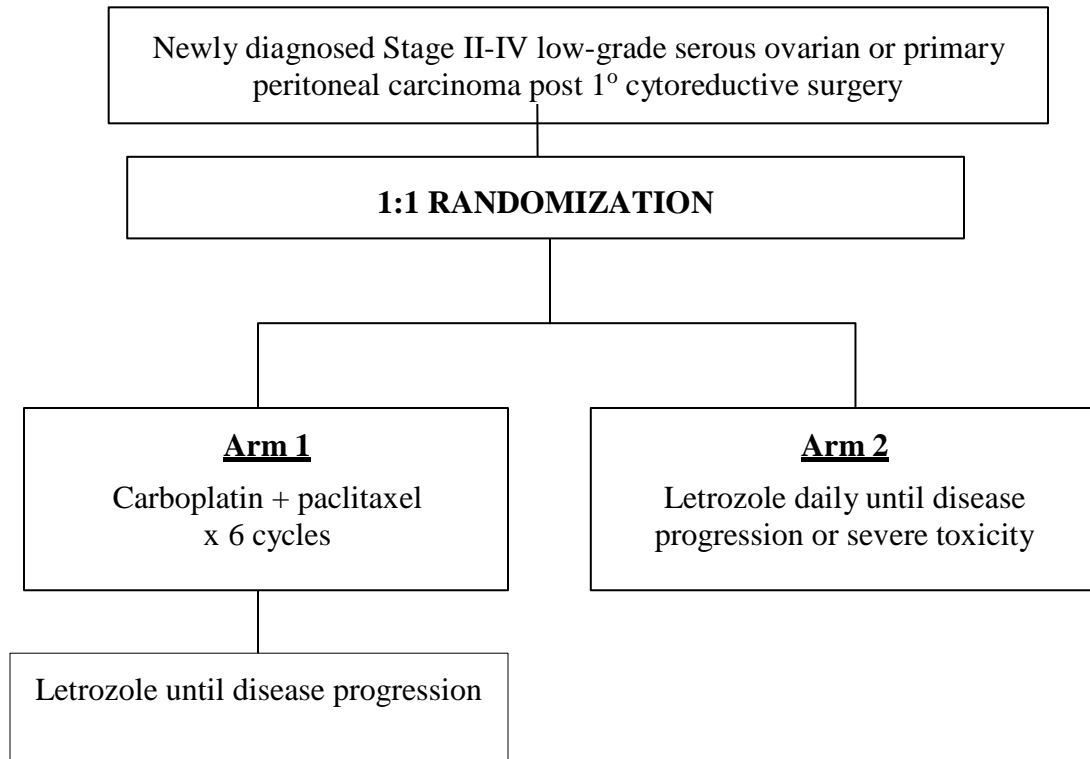 Newly diagnosed Stage II-IV low-grade serous ovarian or primary
peritoneal carcinoma post 1º cytoreductive surgery
1:1 RANDOMIZATION
Arm 1
Carboplatin + paclitaxel
x 6 cycles
Arm 2
Letrozole daily until disease
progression or severe toxicity
Letrozole until disease progression